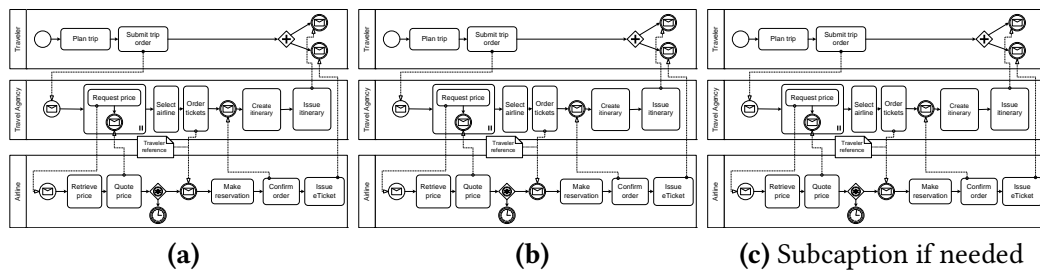 Traveler
Plan trip
Submit trip
order
Travel Agency
Request price
Select
airline
Order
tickets
Create
itinerary
Issue
itinerary
Traveler
reference
Airline
Retrieve
price
Quote
price
Make
reservation
Confirm
order
Issue
eTicket
(a)
Traveler
Plan trip
Submit trip
order
Travel Agency
Request price
Select
airline
Order
tickets
Create
itinerary
Issue
itinerary
Traveler
reference
Airline
Retrieve
price
Quote
price
Make
reservation
Confirm
order
Issue
eTicket
(b)
Traveler
Plan trip
Submit trip
order
Travel Agency
Request price
Select
airline
Order
tickets
Create
itinerary
Issue
itinerary
Traveler
reference
Airline
Retrieve
price
Quote
price
Make
reservation
Confirm
order
Issue
eTicket
(c) Subcaption if needed